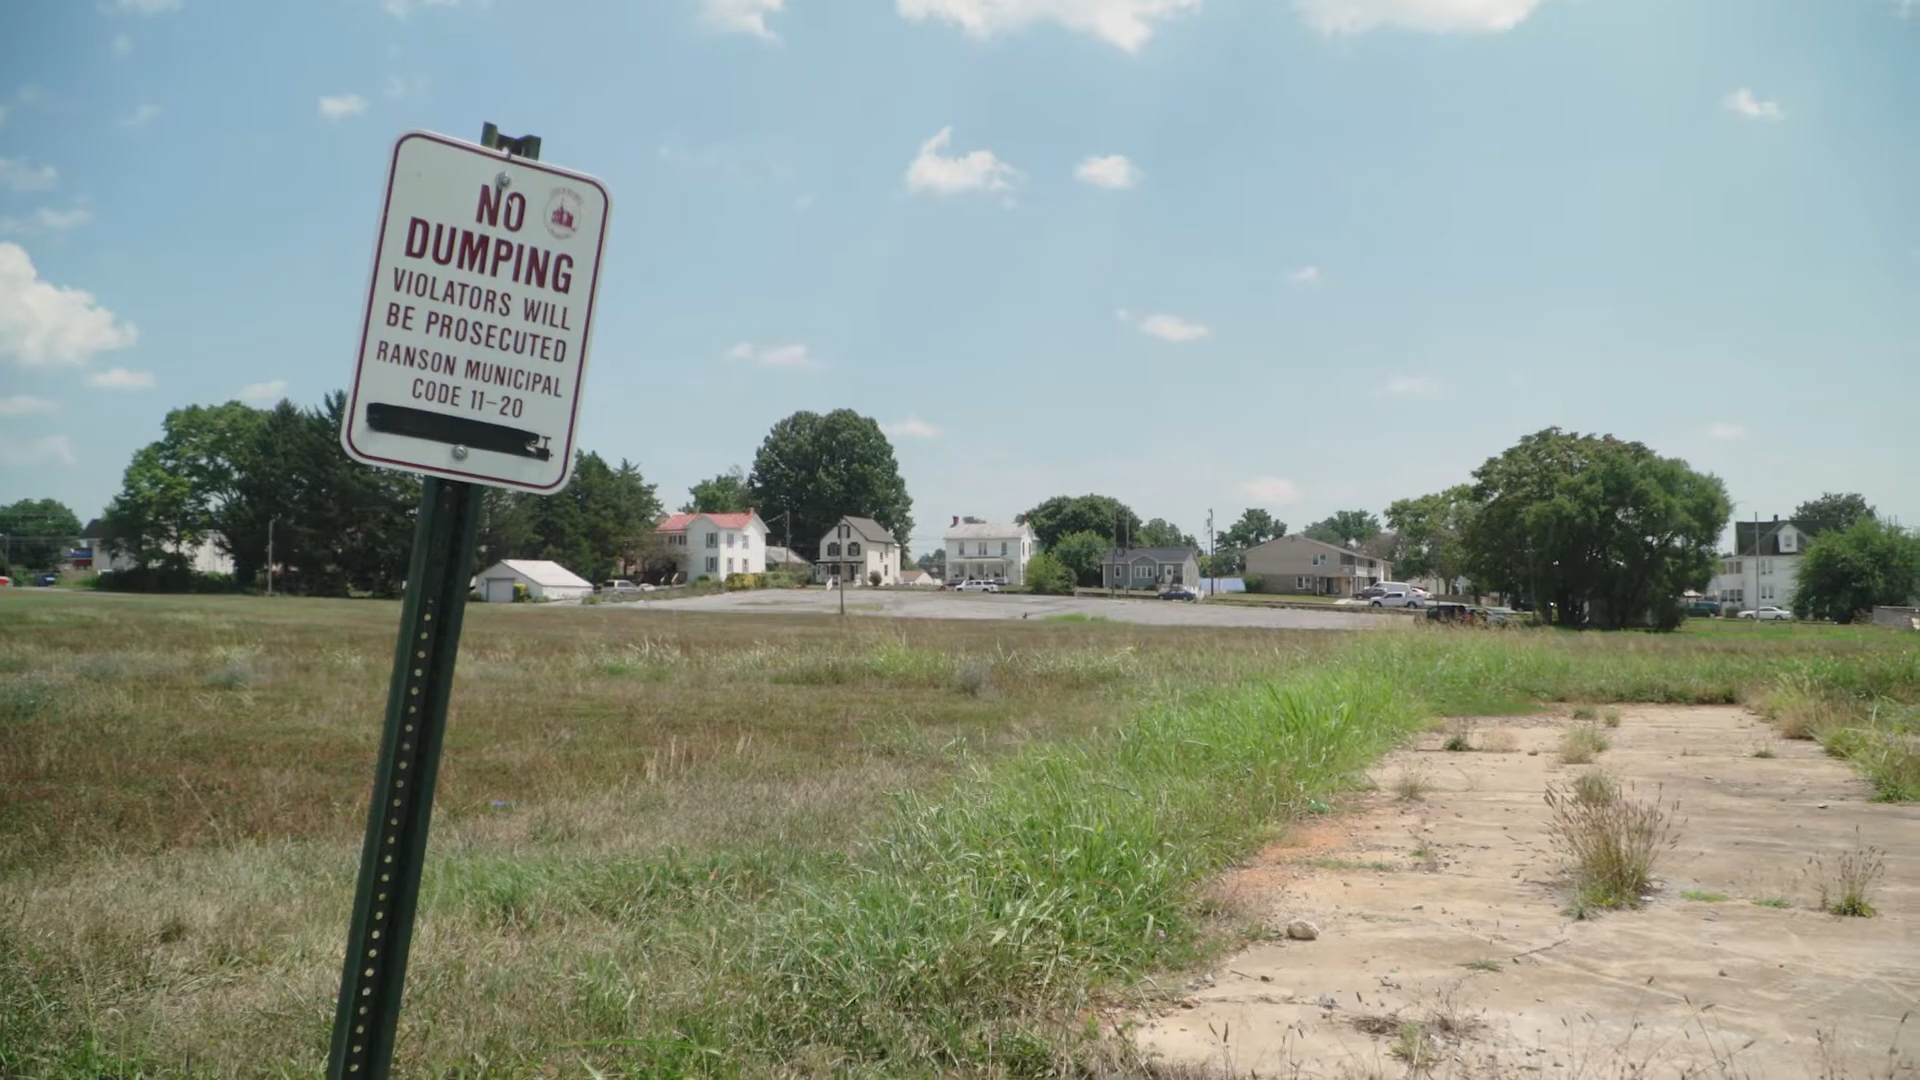 NO
DUMPING
VIOLATORS WILL
BE PROSECUTED
RANSON MUNICIPAL
CODE 11-20